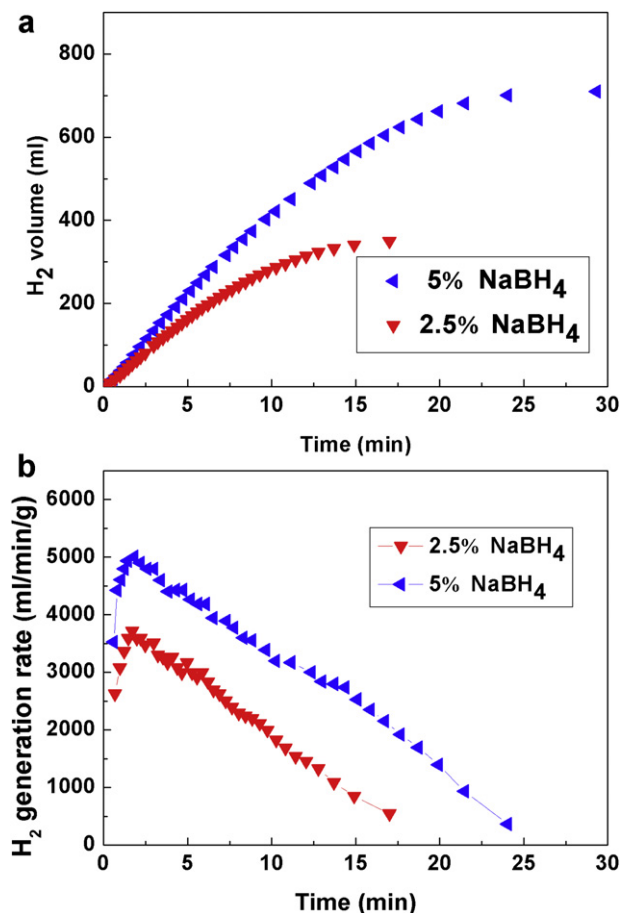 a
H2 volume (ml)
800
600
400
200
0
5% NaBH4
2.5% NaBH4
0 5 10 15 20 25 30
Time (min)
b
H2 generation rate (ml/min/g)
6000
5000
4000
3000
2000
1000
0
2.5% NaBH4
5% NaBH4
0 5 10 15 20 25 30
Time (min)